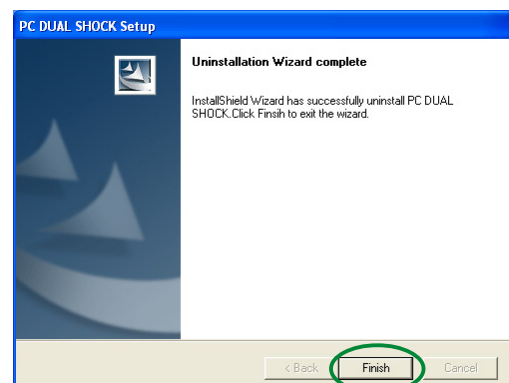 PC DUAL SHOCK Setup
Uninstallation Wizard complete
InstallShield Wizard has successfully uninstall PC DUAL
SHOCK.Click Finsih to exit the wizard.
< Back Finish Cancel